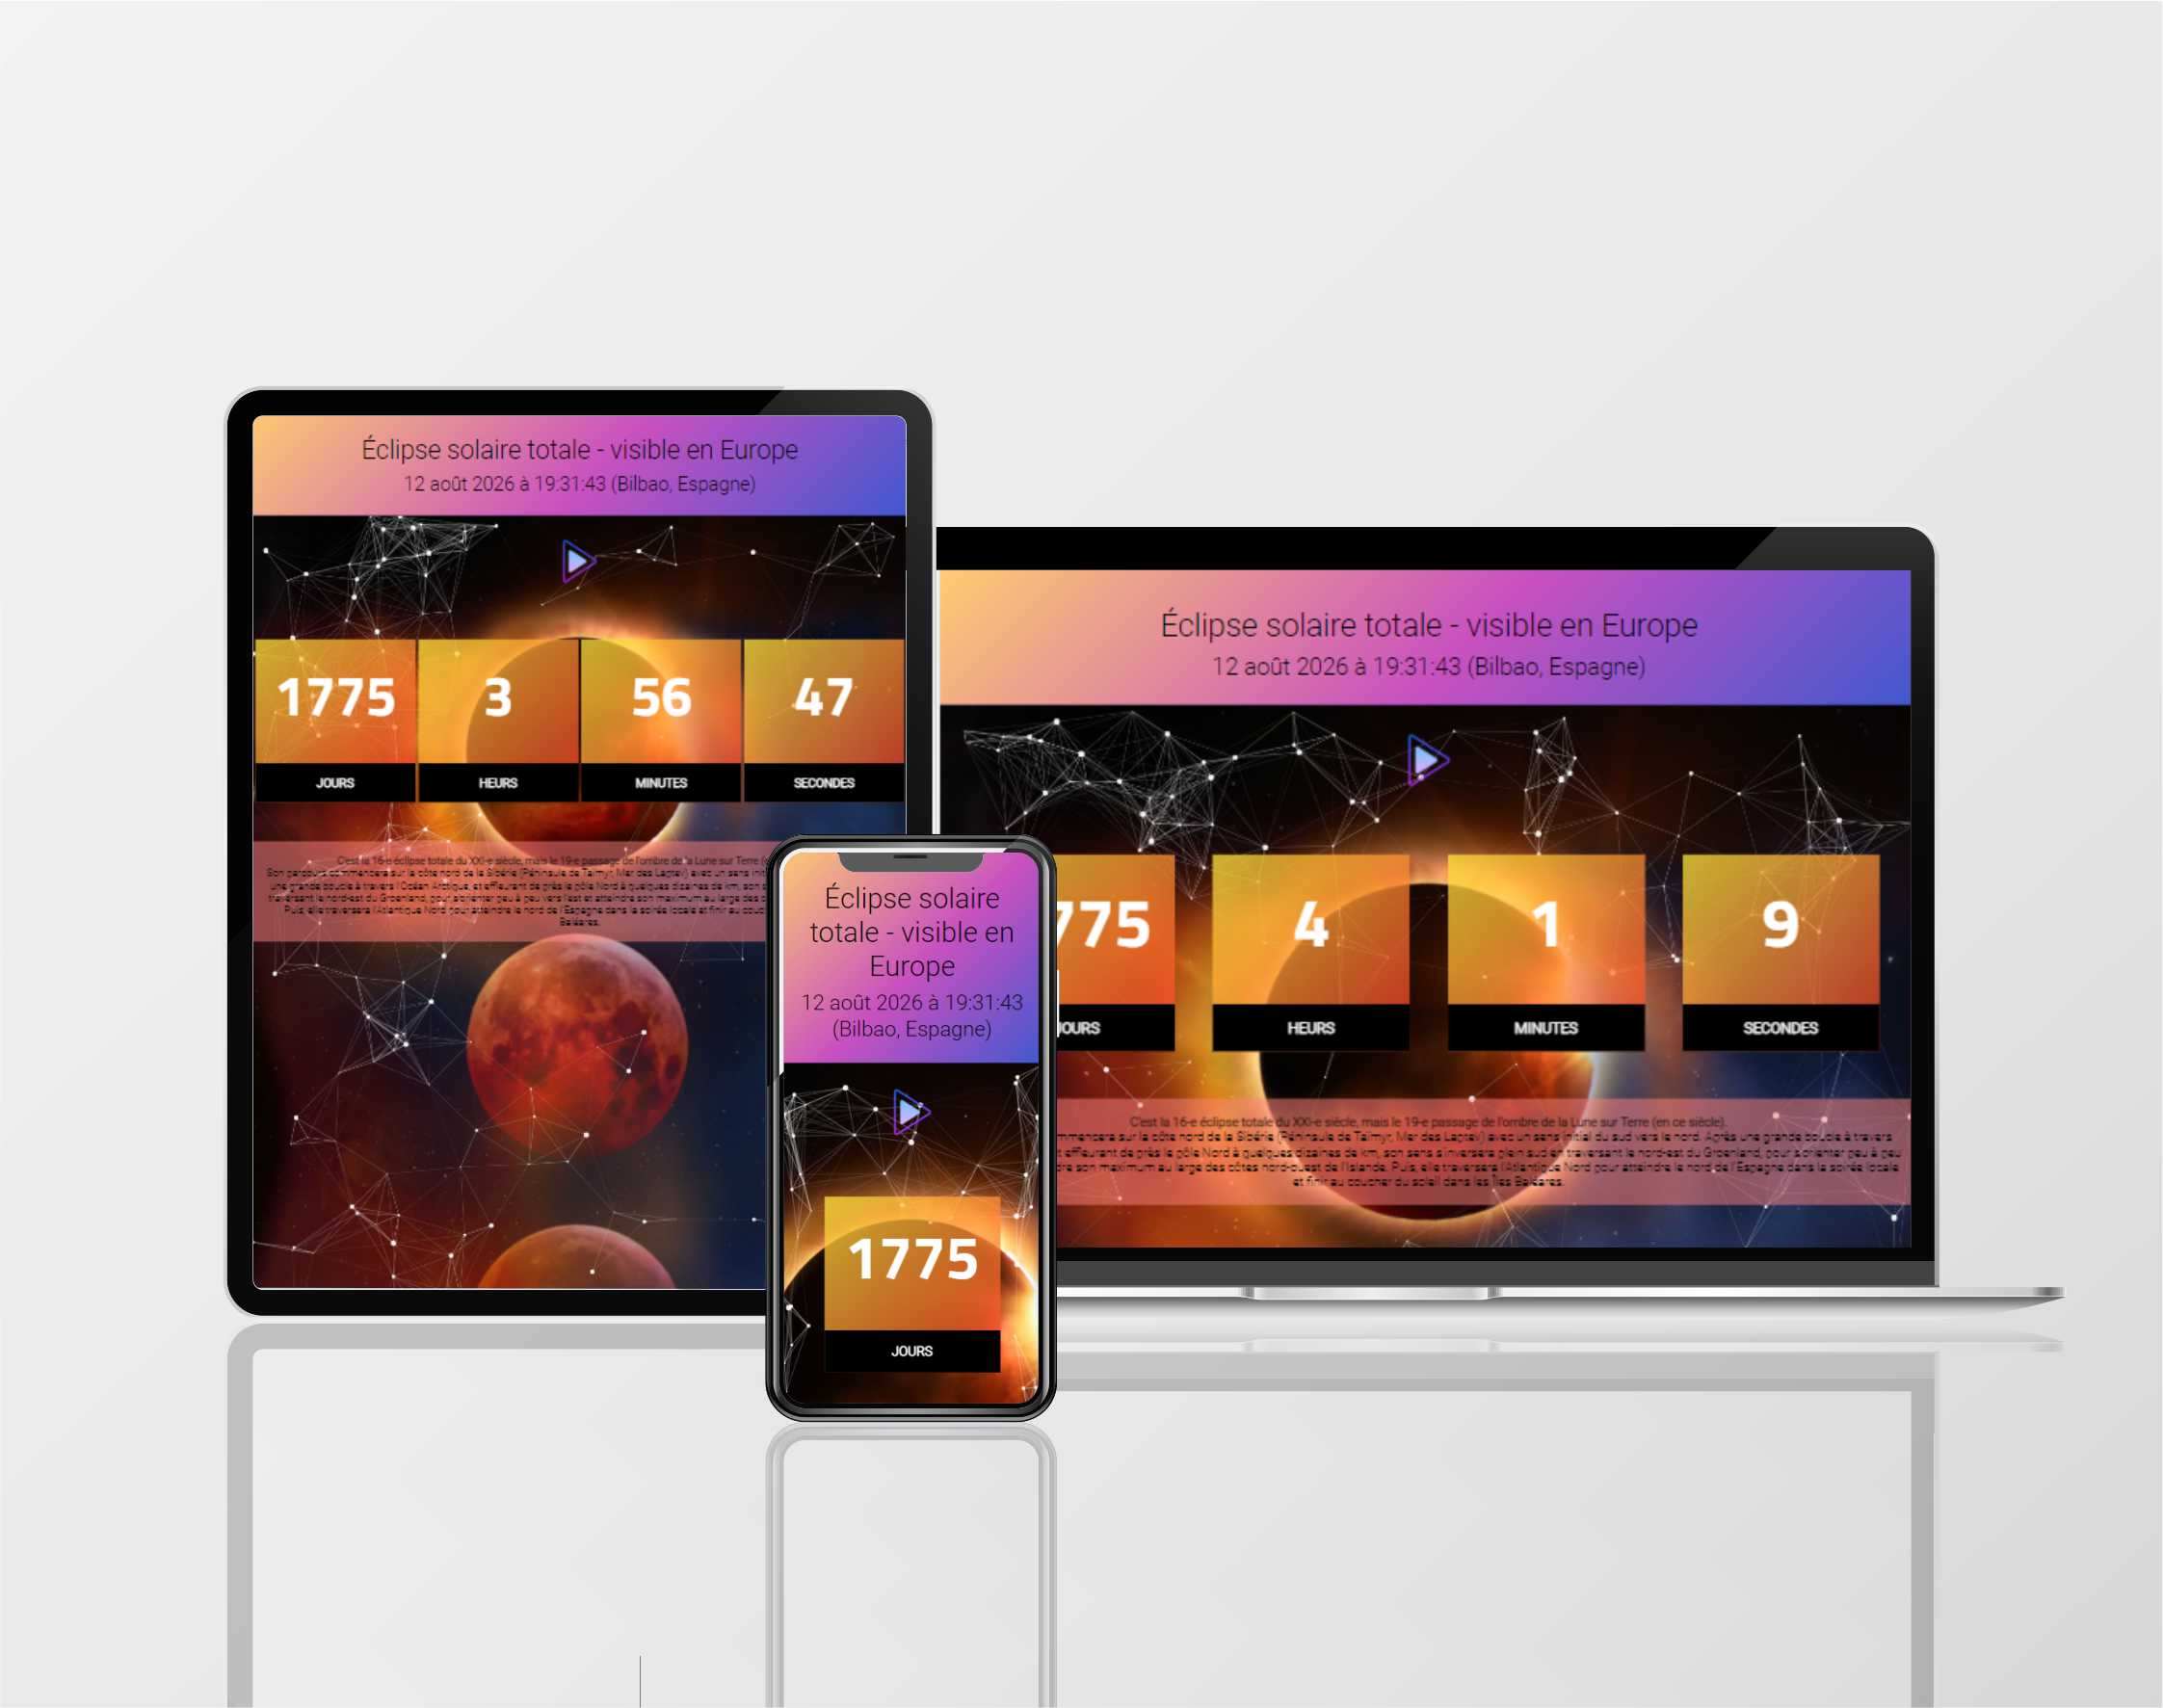 Éclipse solaire totale - visible en Europe
12 août 2026 à 19:31:43 (Bilbao, Espagne)
1775 3 56 47
JOURS HEURS MINUTES SECONDES
C'est la 16-e éclipse totale du XXI-e siècle, mais le 19-e passage de l'ombre de la Lune sur Terre
Son parcours commencera sur la côte nord de la Sibérie (Péninsule de Taïmyr, Mer des Laptev) avec un sens
une grande boucle à travers l'Océan Arctique, et effleurant de près le pôle Nord à quelques dizaines de km, son
traversant le nord-est du Groenland, pour s'orienter peu à peu vers l'est et atteindre son maximum au large des
Puis, elle traversera l'Atlantique Nord pour atteindre le nord de l'Espagne dans la soirée locale et finir au
Baléares.
Éclipse solaire
totale - visible en
Europe
12 août 2026 à 19:31:43
(Bilbao, Espagne)
1775
JOURS
Éclipse solaire totale - visible en Europe
12 août 2026 à 19:31:43 (Bilbao, Espagne)
775 4 1 9
JOURS HEURS MINUTES SECONDES
C'est la 16-e éclipse totale du XXI-e siècle, mais le 19-e passage de l'ombre de la Lune sur Terre (en ce siècle).
sur la côte nord de la Sibérie (Péninsule de Taïmyr, Mer des Laptev) avec un sens initial du sud vers le nord. Après une grande boucle à travers
effleurant de près le pôle Nord à quelques dizaines de km, son sens s'inversera plein sud en traversant le nord-est du Groenland, pour s'orienter peu à peu
son maximum au large des côtes nord-ouest de l'Islande. Puis, elle traversera l'Atlantique Nord pour atteindre le nord de l'Espagne dans la soirée locale
et finir au coucher du soleil dans les îles Baléares.